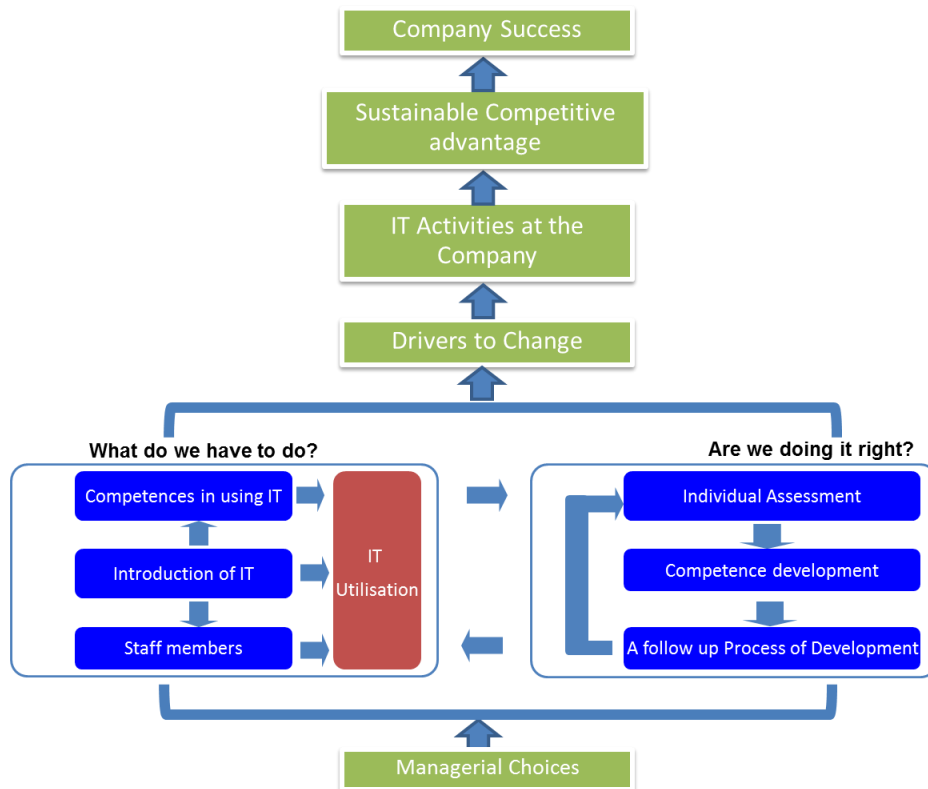 Company Success
Sustainable Competitive
advantage
IT Activities at the
Company
Drivers to Change
What do we have to do?
Competences in using IT
Introduction of IT
Staff members
IT
Utilisation
Are we doing it right?
Individual Assessment
Competence development
A follow up Process of Development
Managerial Choices